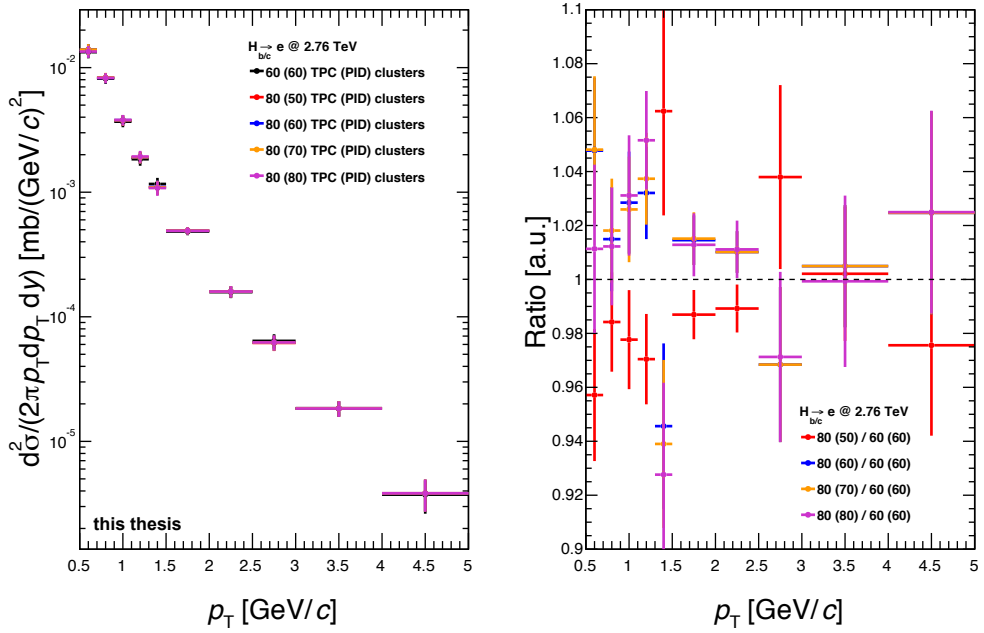 d²σ/(2πp_T dp_T dy) [mb/(GeV/c)²]
10⁻²
10⁻³
10⁻⁴
10⁻⁵
H_b/c → e @ 2.76 TeV
60 (60) TPC (PID) clusters
80 (50) TPC (PID) clusters
80 (60) TPC (PID) clusters
80 (70) TPC (PID) clusters
80 (80) TPC (PID) clusters
this thesis
0.5 1 1.5 2 2.5 3 3.5 4 4.5 5
p_T [GeV/c]
Ratio [a.u.]
1.1
1.08
1.06
1.04
1.02
1
0.98
0.96
0.94
0.92
0.9
H_b/c → e @ 2.76 TeV
80 (50) / 60 (60)
80 (60) / 60 (60)
80 (70) / 60 (60)
80 (80) / 60 (60)
0.5 1 1.5 2 2.5 3 3.5 4 4.5 5
p_T [GeV/c]